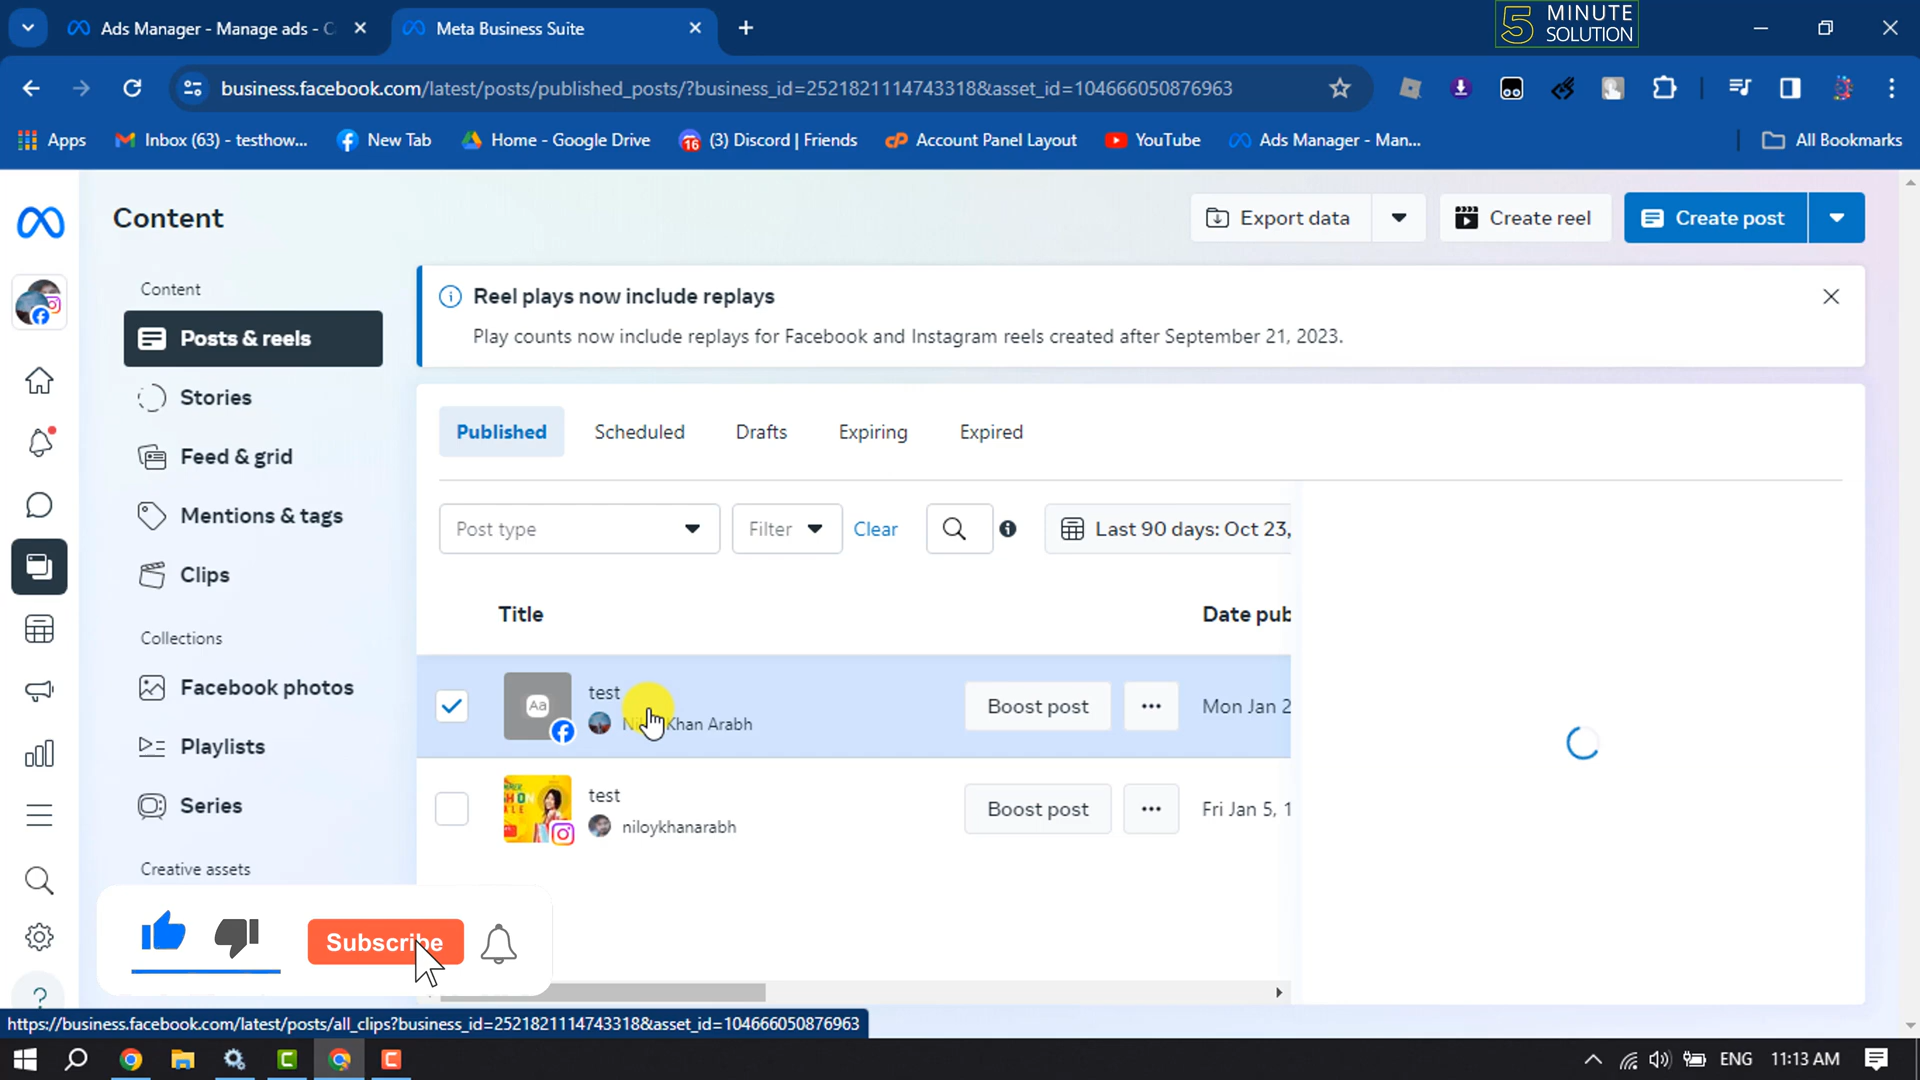 Ads Manager - Manage ads - C
Meta Business Suite
5 MINUTE SOLUTION
business.facebook.com/latest/posts/published_posts/?business_id=2521821114743318&asset_id=104666050876963
Apps
Inbox (63) - testhow...
New Tab
Home - Google Drive
16
(3) Discord | Friends
Account Panel Layout
YouTube
Ads Manager - Man...
All Bookmarks
Content
Export data
Create reel
Create post
Content
Posts & reels
Stories
Feed & grid
Mentions & tags
Clips
Collections
Facebook photos
Playlists
Series
Creative assets
Reel plays now include replays
Play counts now include replays for Facebook and Instagram reels created after September 21, 2023.
Published
Scheduled
Drafts
Expiring
Expired
Post type
Filter
Clear
Last 90 days: Oct 23,
Title
Date pub
Aa
test
Khan Arabh
Boost post
Mon Jan 2
test
niloykhanarabh
Boost post
Fri Jan 5, 1
Subscribe
https://business.facebook.com/latest/posts/all_clips?business_id=2521821114743318&asset_id=104666050876963
ENG
11:13 AM